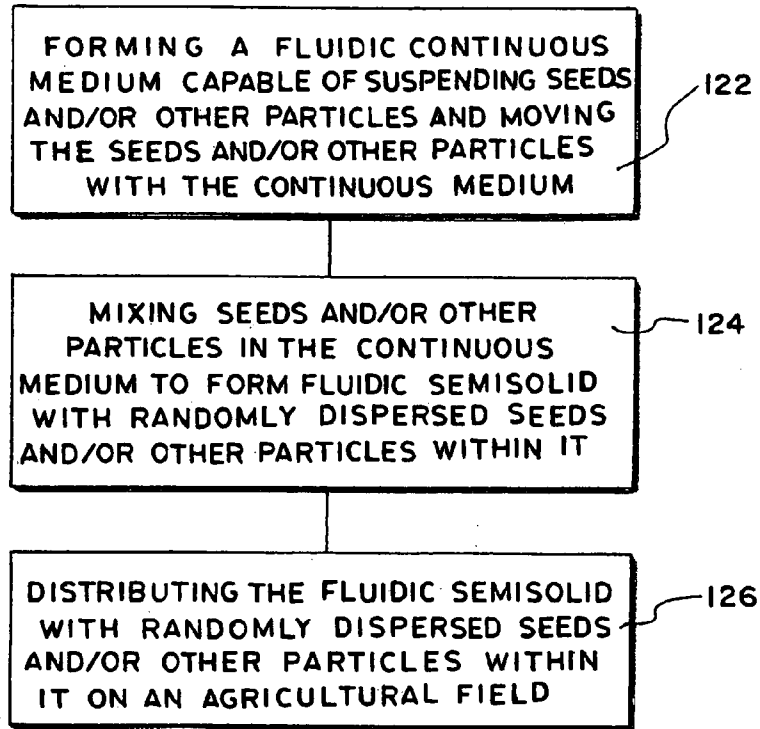 FORMING A FLUIDIC CONTINUOUS
MEDIUM CAPABLE OF SUSPENDING SEEDS
AND/OR OTHER PARTICLES AND MOVING
THE SEEDS AND/OR OTHER PARTICLES
WITH THE CONTINUOUS MEDIUM
122
MIXING SEEDS AND/OR OTHER
PARTICLES IN THE CONTINUOUS
MEDIUM TO FORM FLUIDIC SEMISOLID
WITH RANDOMLY DISPERSED SEEDS
AND/OR OTHER PARTICLES WITHIN IT
124
DISTRIBUTING THE FLUIDIC SEMISOLID
WITH RANDOMLY DISPERSED SEEDS
AND/OR OTHER PARTICLES WITHIN
IT ON AN AGRICULTURAL FIELD
126